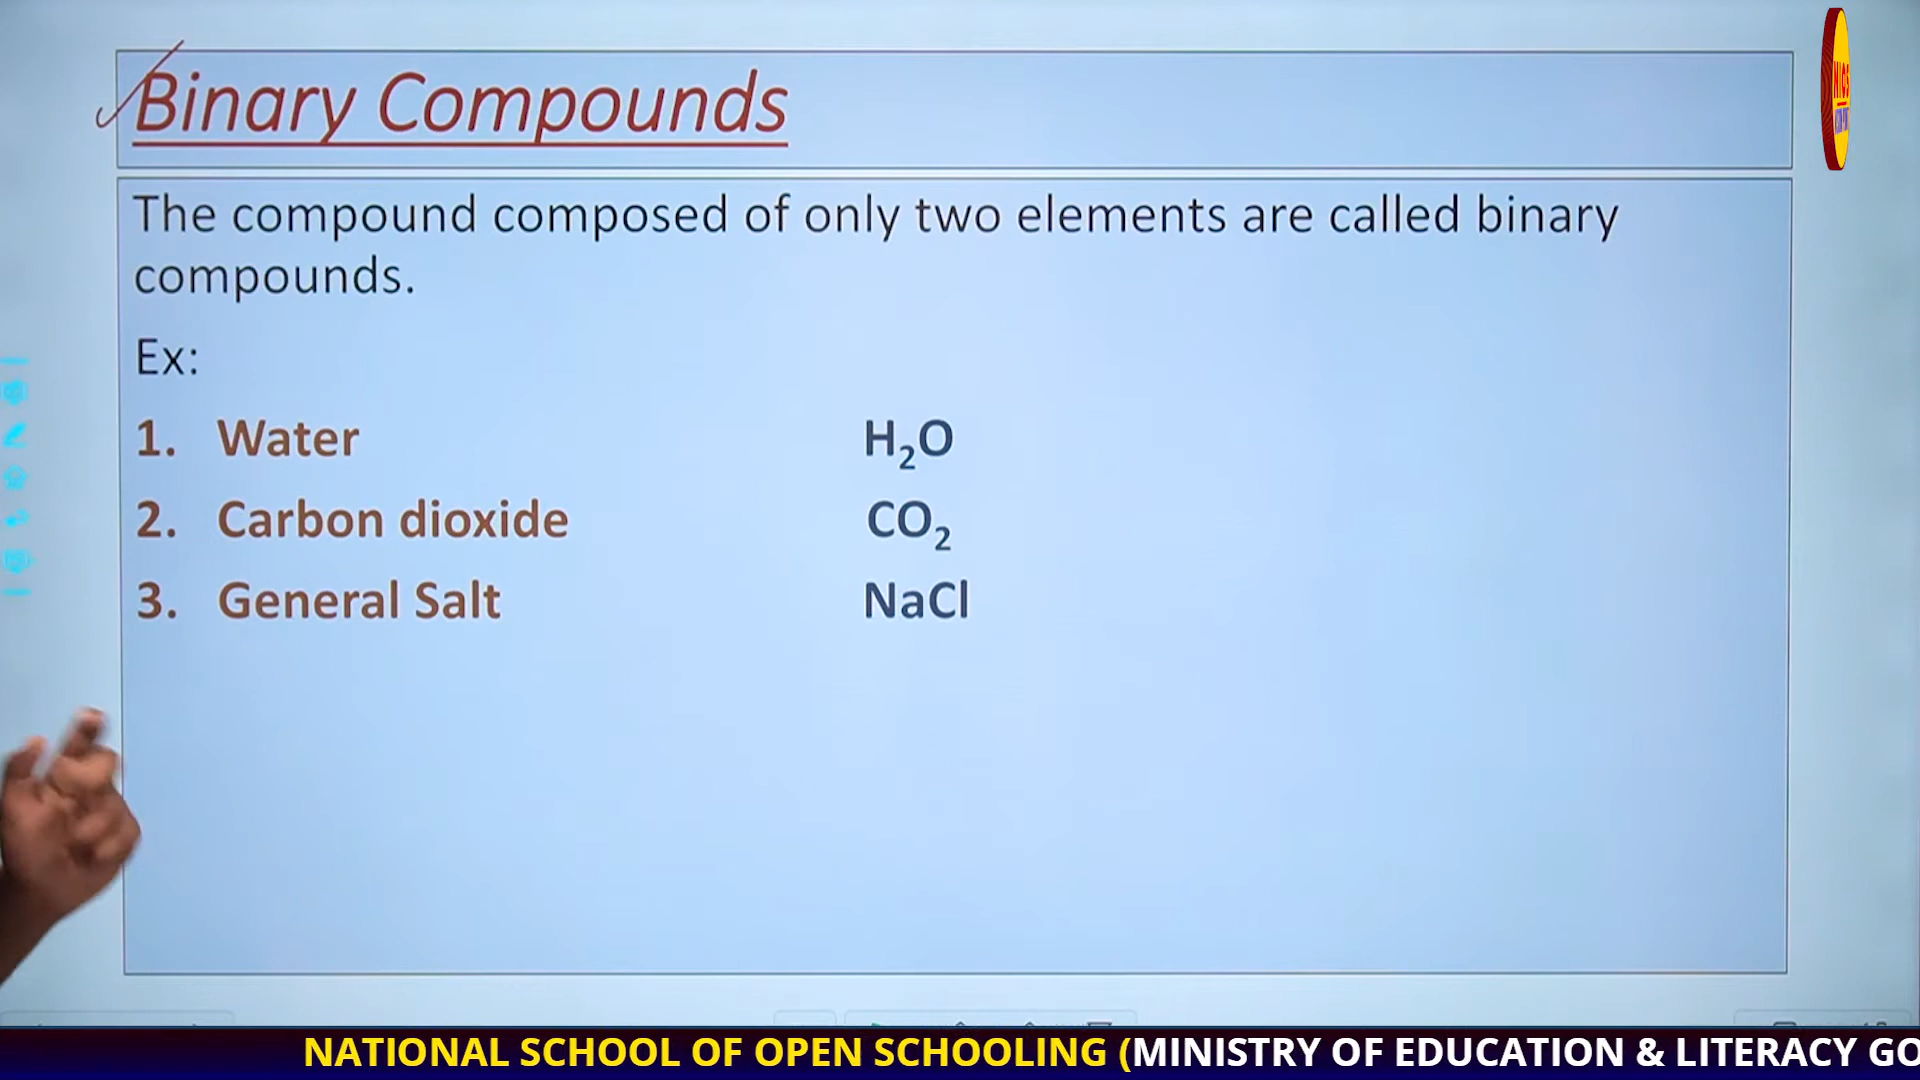 Binary Compounds
The compound composed of only two elements are called binary
compounds.
Ex:
1. Water H₂O
2. Carbon dioxide CO₂
3. General Salt NaCl
NIOS
NATIONAL SCHOOL OF OPEN SCHOOLING (MINISTRY OF EDUCATION & LITERACY GO